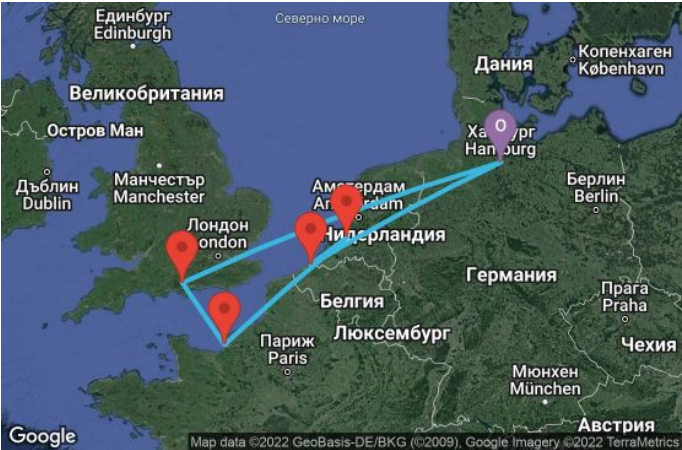 Единбург
Edinburgh
Северно море
Дания
Копенхаген
København
Великобритания
Остров Ман
O
Hamburg
Дъблин
Dublin
Манчестър
Manchester
Амстердам
Берлин
Berlin
Лондон
London
Нидерландия
Германия
Прага
Praha
Белгия
Люксембург
Париж
Paris
Чехия
Мюнхен
München
Австрия
Google
Map data ©2022 GeoBasis-DE/BKG (©2009), Google Imagery ©2022 TerraMetrics